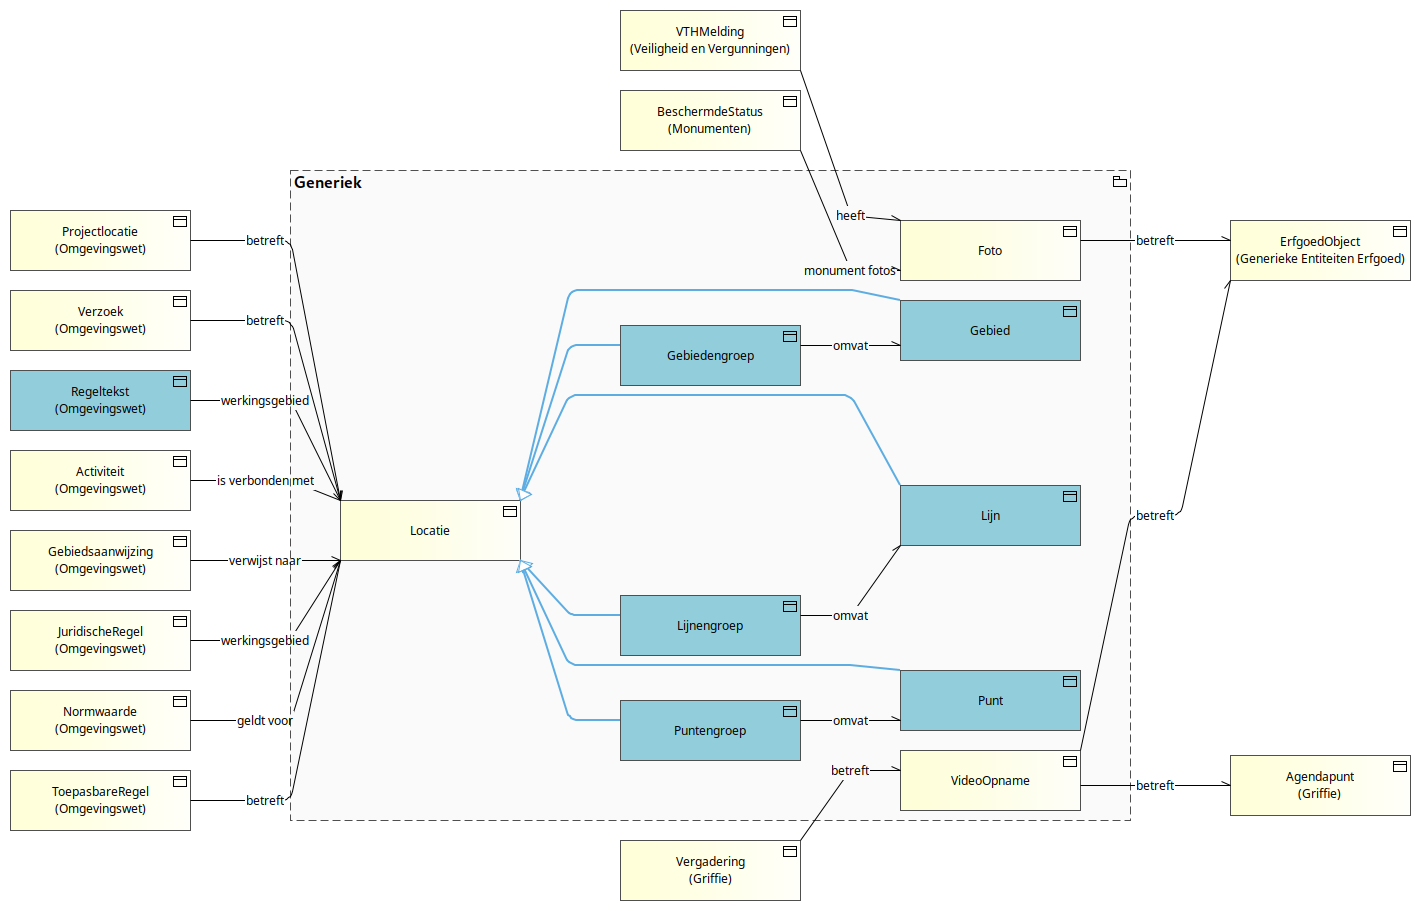 VTHMelding
(Veiligheid en Vergunningen)
BeschermdeStatus
(Monumenten)
Generiek
Projectlocatie
(Omgevingswet)
betreft
heeft
Foto
betreft
ErfgoedObject
(Generieke Entiteiten Erfgoed)
monument fotos
Verzoek
(Omgevingswet)
betreft
Gebiedengroep
omvat
Gebied
Regeltekst
(Omgevingswet)
werkingsgebied
Activiteit
(Omgevingswet)
is verbonden met
Locatie
Lijn
betreft
Gebiedsaanwijzing
(Omgevingswet)
verwijst naar
JuridischeRegel
(Omgevingswet)
werkingsgebied
Lijnengroep
omvat
Normwaarde
(Omgevingswet)
geldt voor
Puntengroep
omvat
Punt
ToepasbareRegel
(Omgevingswet)
betreft
betreft
VideoOpname
betreft
Agendapunt
(Griffie)
Vergadering
(Griffie)